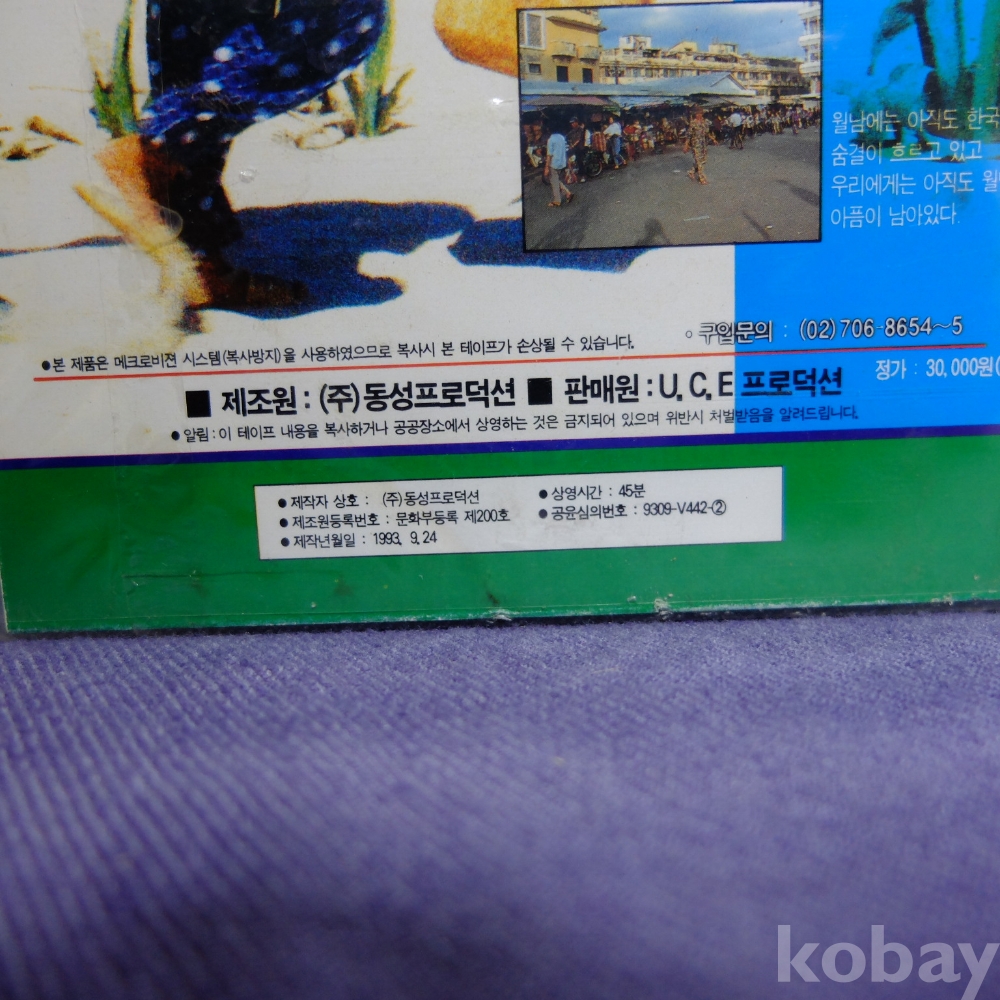 월남에는 아직도 한국
숨결이 흐르고 있고
우리에게는 아직도
아픔이 남아있다.
구입문의 : (02)706-8654~5
●본 제품은 메크로비젼 시스템(복사방지)을 사용하였으므로 복사시 본 테이프가 손상될 수 있습니다.
정가 : 30,000원(
■ 제조원 : (주)동성프로덕션 ■ 판매원 : U.C.E 프로덕션
●알림 : 이 테이프 내용을 복사하거나 공공장소에서 상영하는 것은 금지되어 있으며 위반시 처벌받음을 알려드립니다.
●제작자 상호 : (주)동성프로덕션
●제조원등록번호 : 문화부등록 제200호
●제작년월일 : 1993. 9.24
●상영시간 : 45분
●공윤심의번호 : 9309-V442-②
kobay